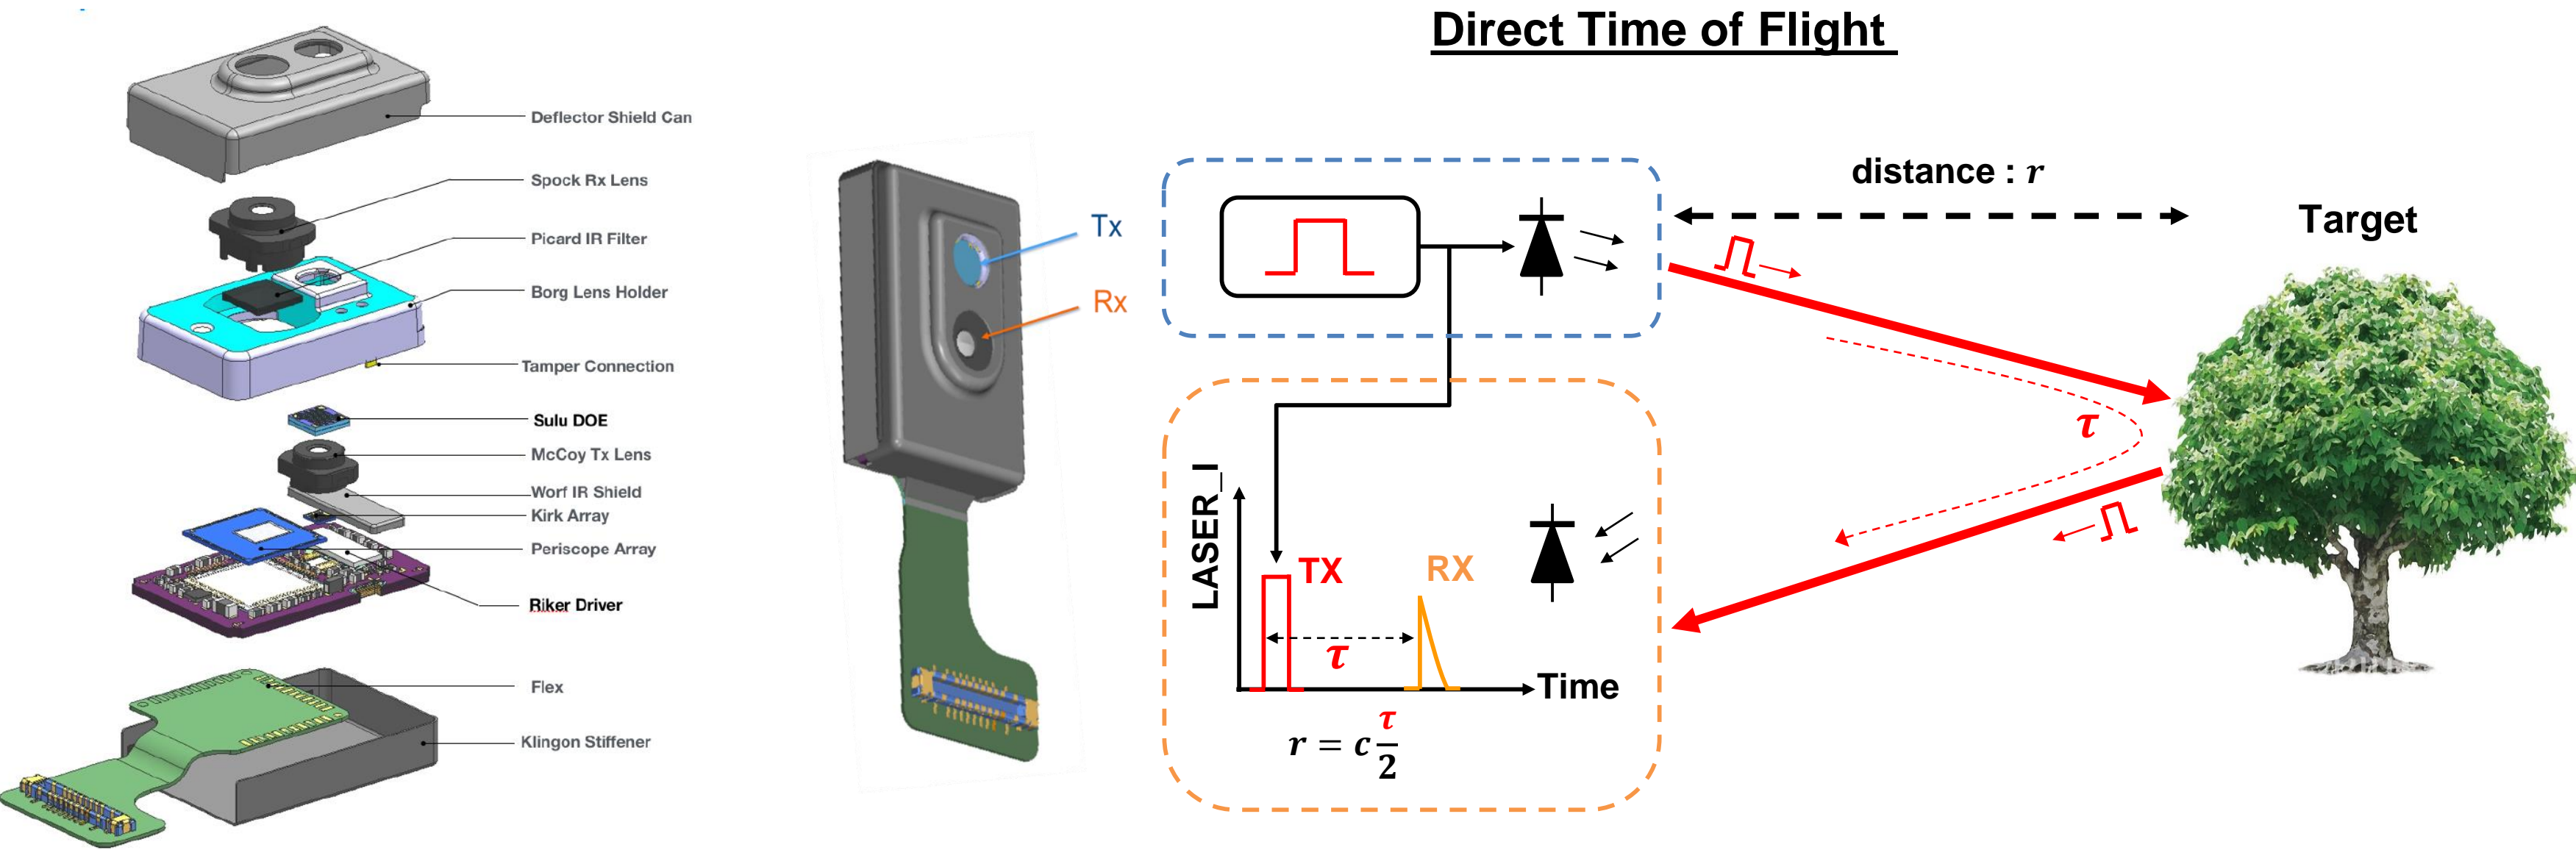 Direct Time of Flight
Deflector Shield Can
Spock Rx Lens
Picard IR Filter
Borg Lens Holder
Tamper Connection
Sulu DOE
McCoy Tx Lens
Worf IR Shield
Kirk Array
Periscope Array
Riker Driver
Flex
Klingon Stiffener
Tx
Rx
distance : r
Target
τ
LASER_I
TX
RX
τ
Time
r = c τ/2